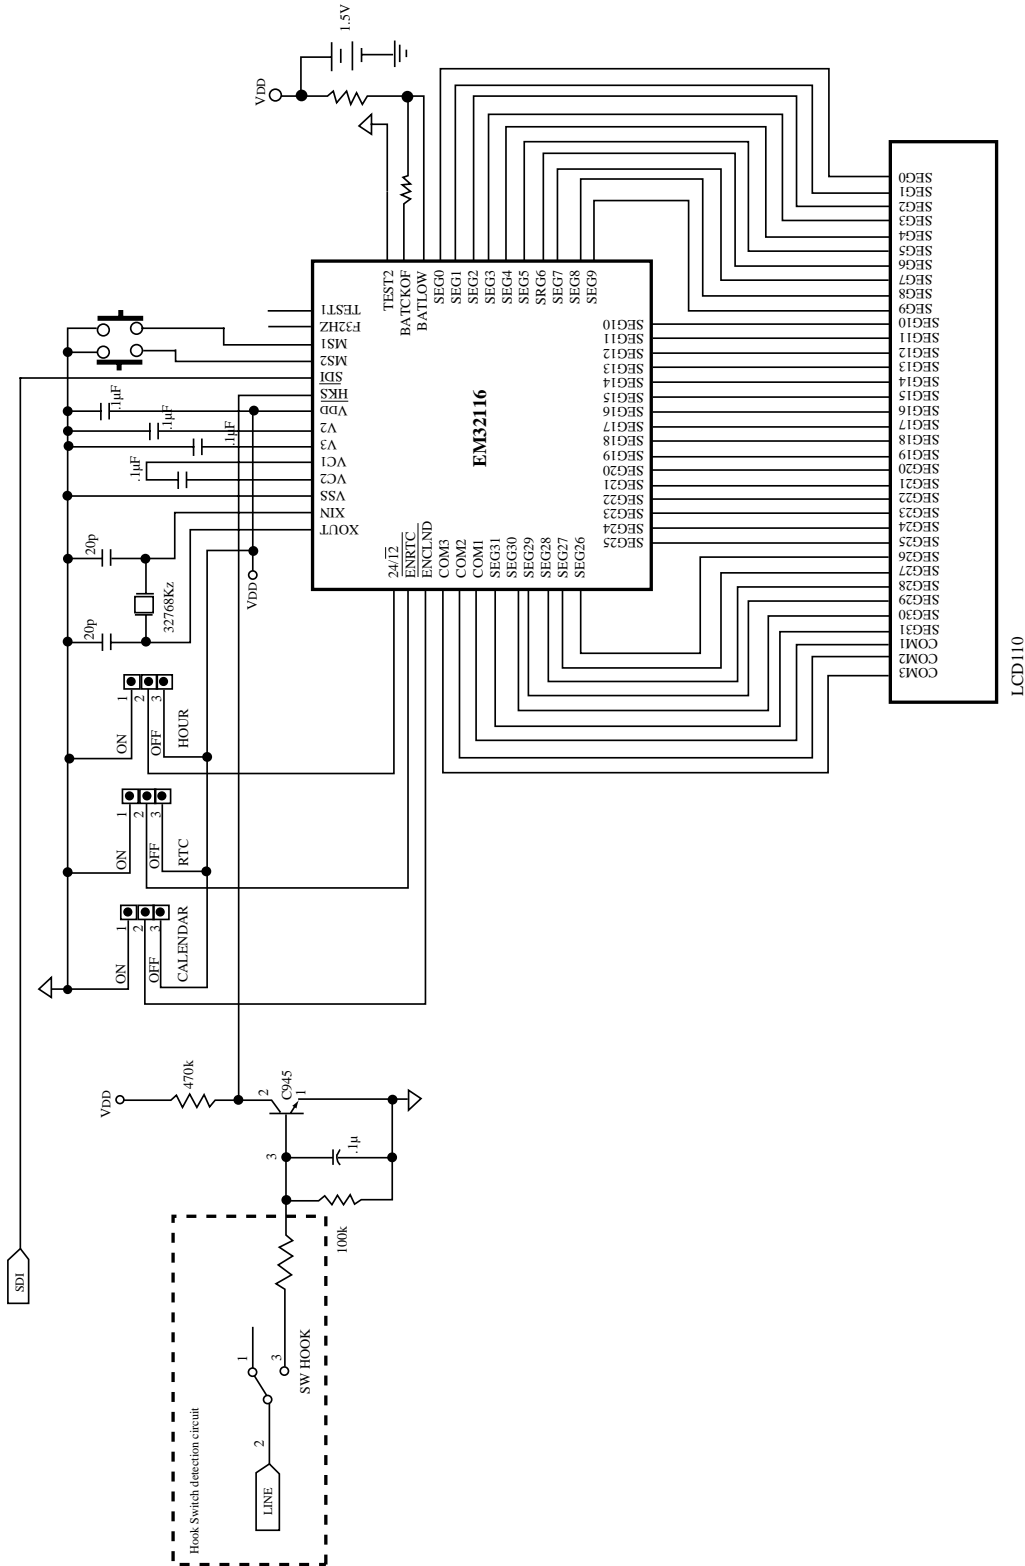 1.5V
VDD
TEST1
F32HZ
MS1
MS2
SDI
HKS
VDD
V2
V3
VC1
VC2
VSS
XIN
XOUT
TEST2
BATCKOF
BATLOW
SEG0
SEG1
SEG2
SEG3
SEG4
SEG5
SRG6
SEG7
SEG8
SEG9
SEG10
SEG11
SEG12
SEG13
SEG14
SEG15
SEG16
SEG17
SEG18
SEG19
SEG20
SEG21
SEG22
SEG23
SEG24
SEG25
24/12
ENRTC
ENCLND
COM3
COM2
COM1
SEG31
SEG30
SEG29
SEG28
SEG27
SEG26
EM32116
SEG0
SEG1
SEG2
SEG3
SEG4
SEG5
SEG6
SEG7
SEG8
SEG9
SEG10
SEG11
SEG12
SEG13
SEG14
SEG15
SEG16
SEG17
SEG18
SEG19
SEG20
SEG21
SEG22
SEG23
SEG24
SEG25
SEG26
SEG27
SEG28
SEG29
SEG30
SEG31
COM1
COM2
COM3
LCD110
.1µF
.1µF
.1µF
.1µF
20p
20p
32768Kz
VDD
1
2
3
ON
OFF
HOUR
1
2
3
ON
OFF
RTC
1
2
3
ON
OFF
CALENDAR
VDD
470k
2
C945
1
3
.1µ
100k
SDI
Hook Switch detection circuit
LINE
2
1
3
SW HOOK